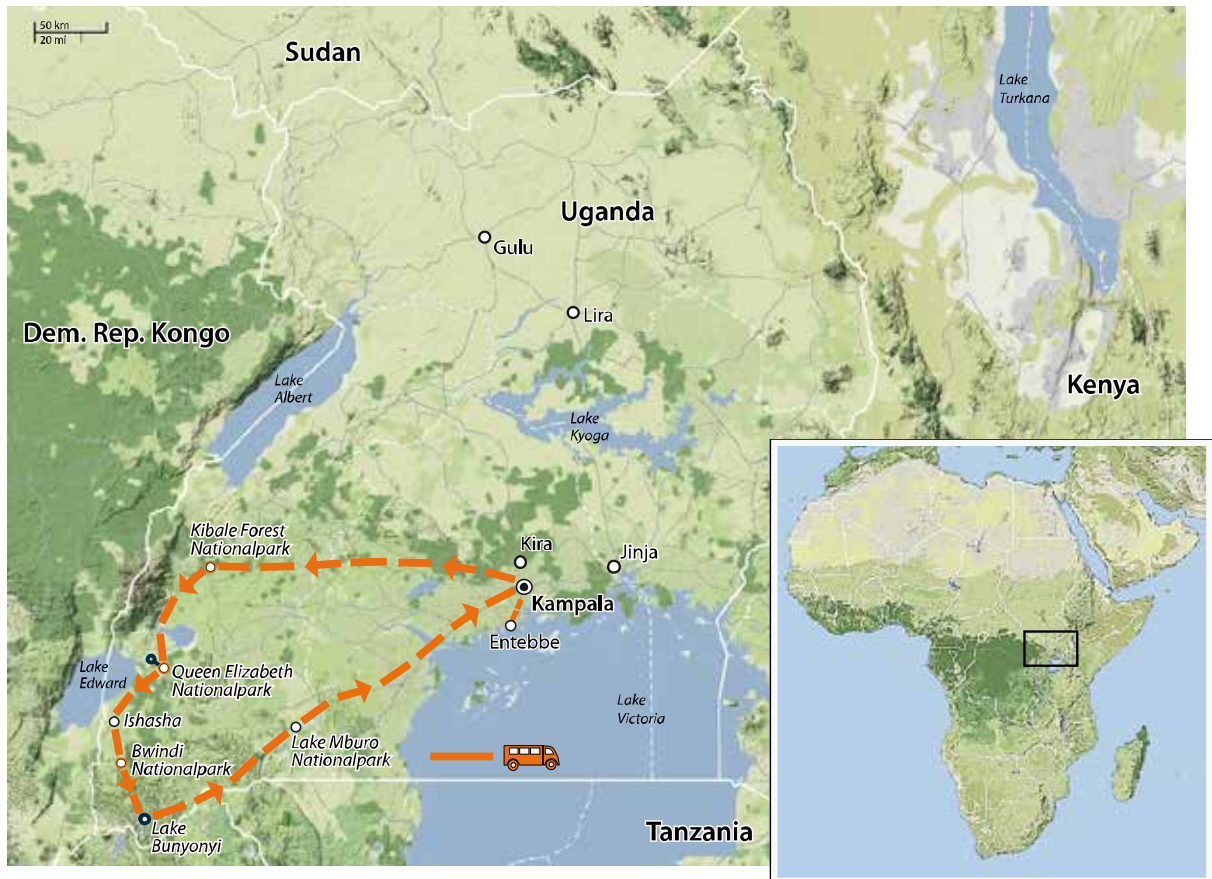 50 km
20 mi
Sudan
Lake
Turkana
Uganda
Gulu
Lira
Dem. Rep. Kongo
Lake
Albert
Kenya
Lake
Kyoga
Kibale Forest
Nationalpark
Kira
Jinja
Kampala
Entebbe
Lake
Edward
Queen Elizabeth
Nationalpark
Ishasha
Lake
Victoria
Bwindi
Nationalpark
Lake Mburo
Nationalpark
Lake
Bunyonyi
Tanzania